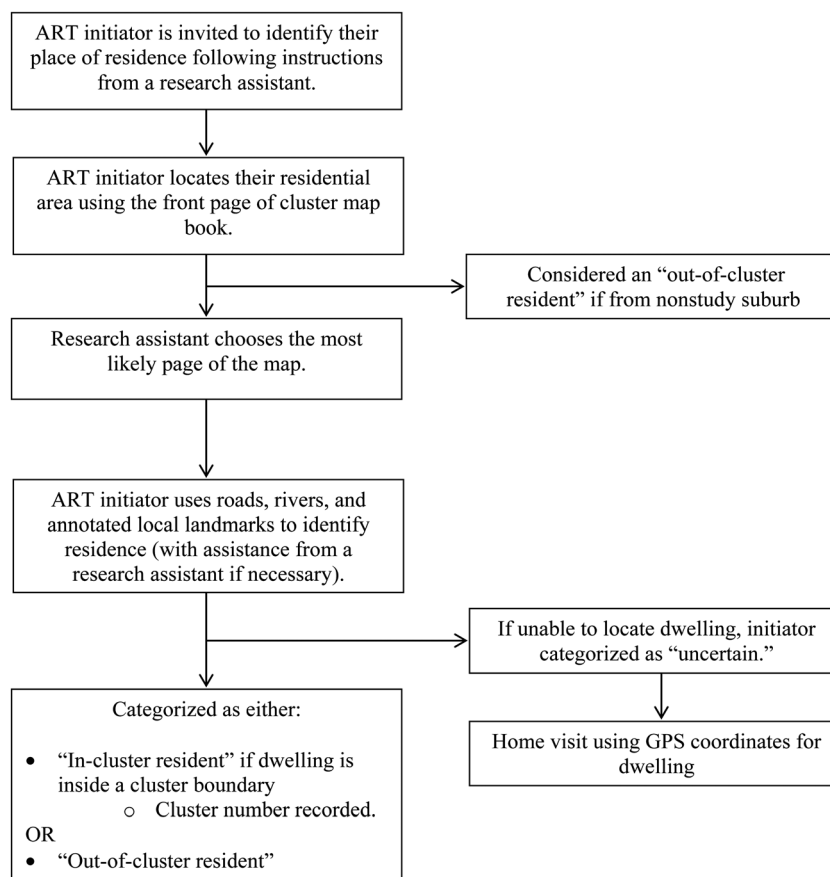 ART initiator is invited to identify their
place of residence following instructions
from a research assistant.
ART initiator locates their residential
area using the front page of cluster map
book.
Considered an “out-of-cluster
resident” if from nonstudy suburb
Research assistant chooses the most
likely page of the map.
ART initiator uses roads, rivers, and
annotated local landmarks to identify
residence (with assistance from a
research assistant if necessary).
If unable to locate dwelling, initiator
categorized as “uncertain.”
Home visit using GPS coordinates for
dwelling
Categorized as either:
• “In-cluster resident” if dwelling is
inside a cluster boundary
o Cluster number recorded.
OR
• “Out-of-cluster resident”